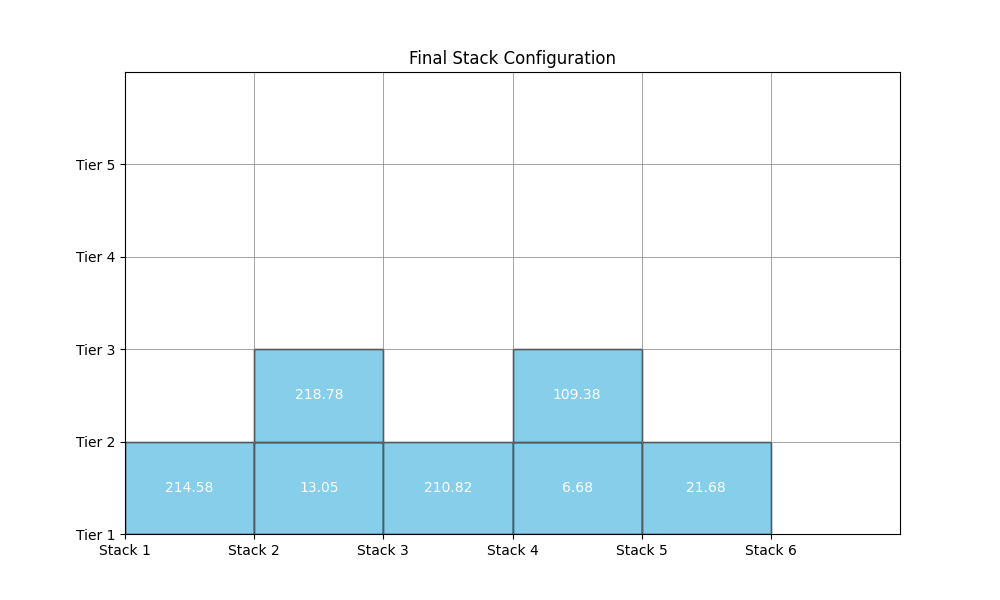 Final Stack Configuration
Tier 5
Tier 4
Tier 3
218.78 109.38
Tier 2
214.58 13.05 210.82 6.68 21.68
Tier 1
Stack 1 Stack 2 Stack 3 Stack 4 Stack 5 Stack 6